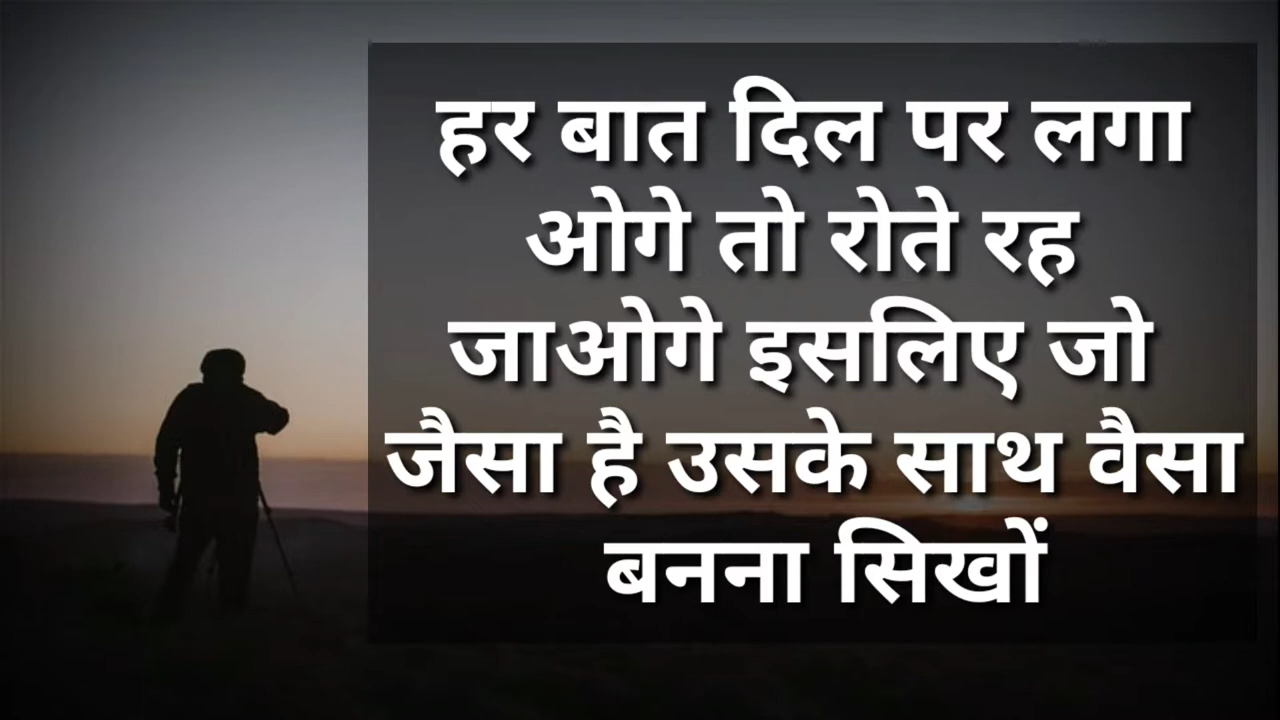 हर बात दिल पर लगा
ओगे तो रोते रह
जाओगे इसलिए जो
जैसा है उसके साथ वैसा
बनना सिखों